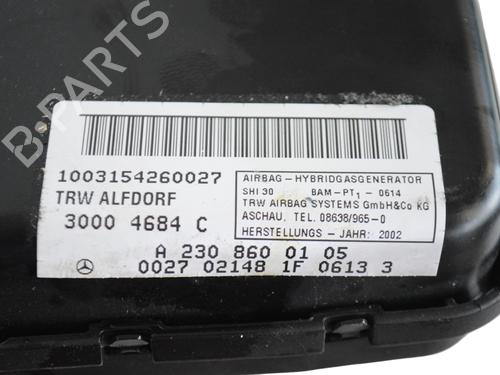 B-PARTS
1003154260027
TRW ALFDORF
3000 4684 C
AIRBAG-HYBRIDGASGENERATOR
SHI 30 BAM-PT1-0614
TRW AIRBAG SYSTEMS GmbH&Co KG
ASCHAU. TEL. 08638/965-0
HERSTELLUNGS - JAHR: 2002
A 230 860 01 05
0027 02148 1F 0613 3